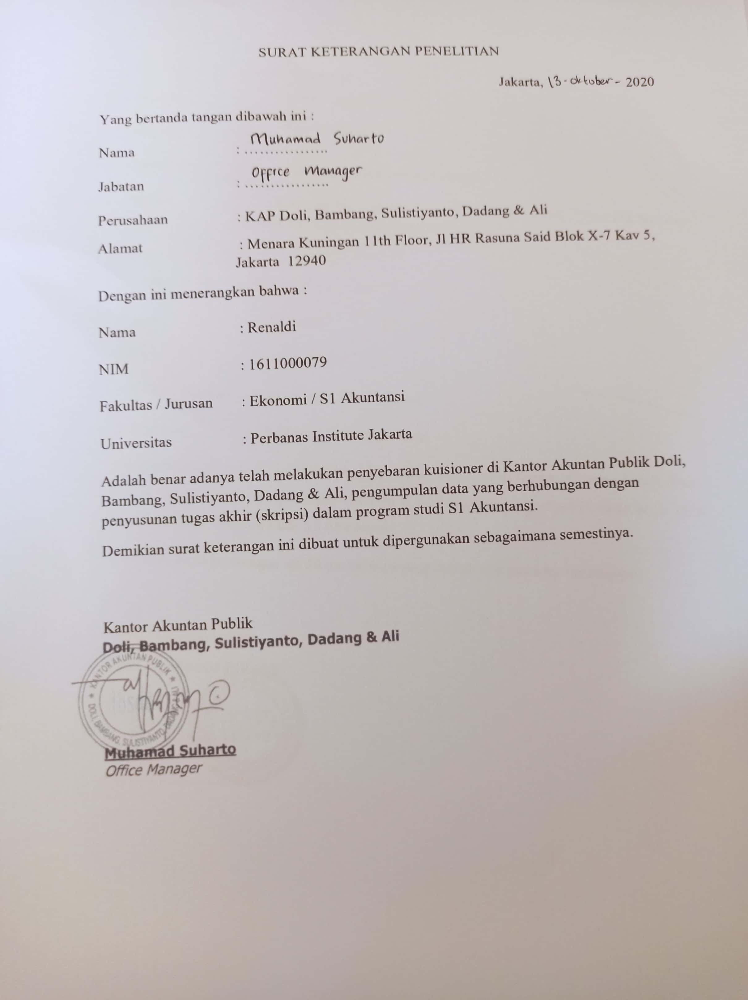 SURAT KETERANGAN PENELITIAN
Jakarta, 13-oktober- 2020
Yang bertanda tangan dibawah ini :
Nama : Muhamad Suharto
Jabatan : Office Manager
Perusahaan : KAP Doli, Bambang, Sulistiyanto, Dadang & Ali
Alamat : Menara Kuningan 11th Floor, Jl HR Rasuna Said Blok X-7 Kav 5,
Jakarta 12940
Dengan ini menerangkan bahwa :
Nama : Renaldi
NIM : 1611000079
Fakultas / Jurusan : Ekonomi / S1 Akuntansi
Universitas : Perbanas Institute Jakarta
Adalah benar adanya telah melakukan penyebaran kuisioner di Kantor Akuntan Publik Doli,
Bambang, Sulistiyanto, Dadang & Ali, pengumpulan data yang berhubungan dengan
penyusunan tugas akhir (skripsi) dalam program studi S1 Akuntansi.
Demikian surat keterangan ini dibuat untuk dipergunakan sebagaimana semestinya.
Kantor Akuntan Publik
Doli, Bambang, Sulistiyanto, Dadang & Ali
KANTOR AKUNTAN PUBLIK
DOLI, BAMBANG, SULISTIYANTO, DADANG & ALI
Muhamad Suharto
Office Manager